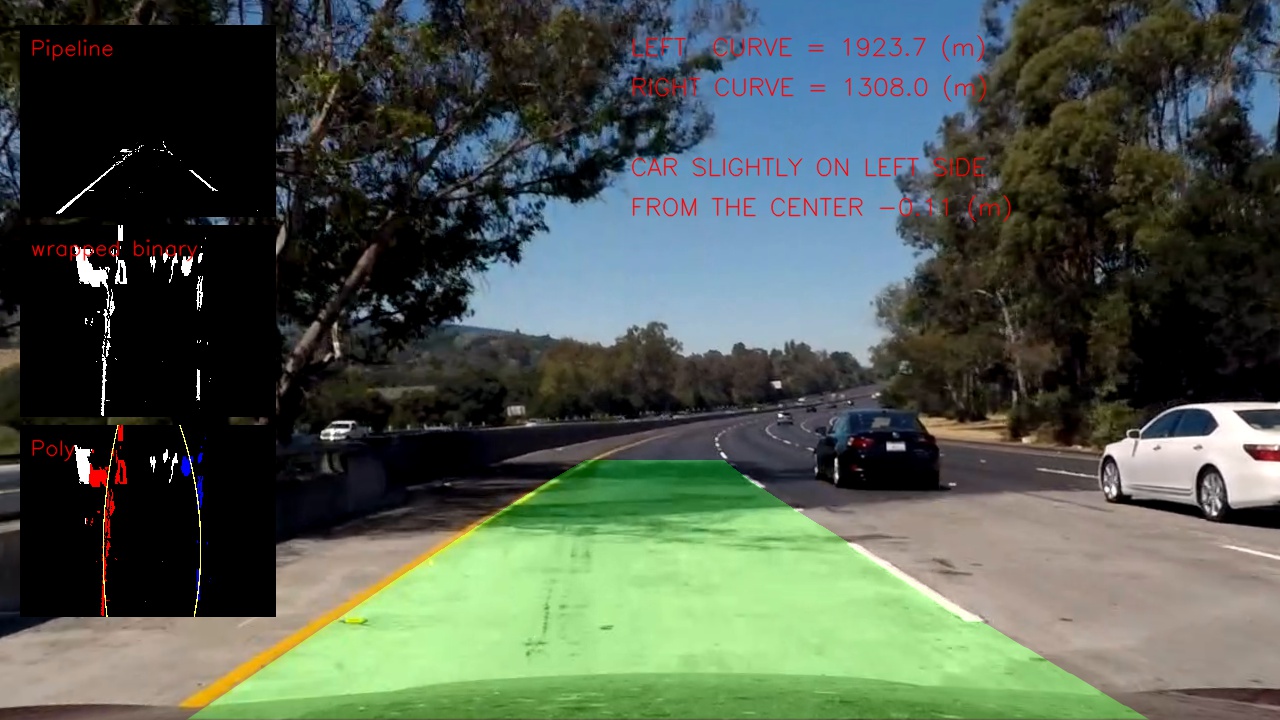 Pipeline
wrapped binary
Poly
LEFT CURVE = 1923.7 (m)
RIGHT CURVE = 1308.0 (m)
CAR SLIGHTLY ON LEFT SIDE
FROM THE CENTER -0.11 (m)